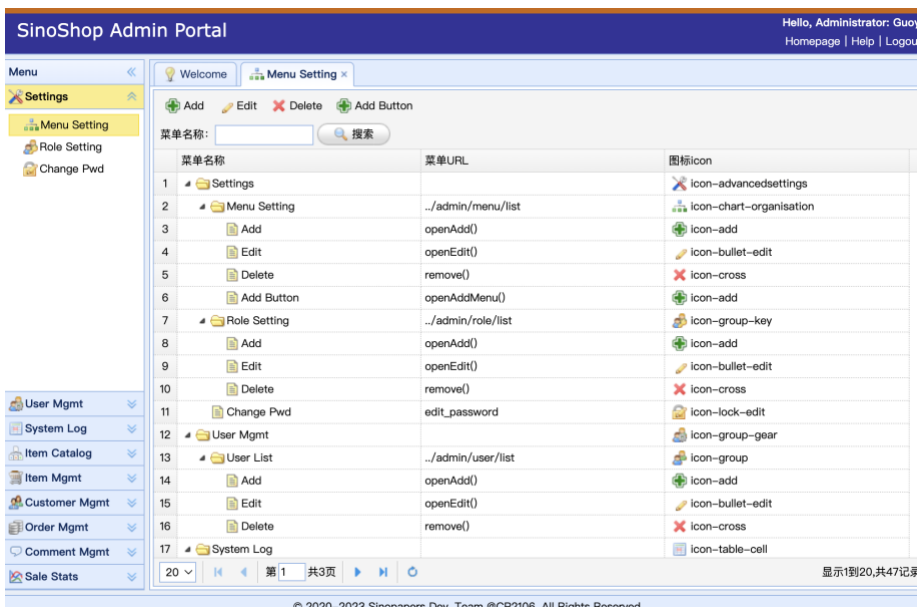 SinoShop Admin Portal
Hello, Administrator: Guoy
Homepage | Help | Logou
Menu
Settings
Menu Setting
Role Setting
Change Pwd
User Mgmt
System Log
Item Catalog
Item Mgmt
Customer Mgmt
Order Mgmt
Comment Mgmt
Sale Stats
Welcome
Menu Setting ×
Add Edit Delete Add Button
菜单名称: 搜索
菜单名称 菜单URL 图标icon
1 Settings icon-advancedsettings
2 Menu Setting ../admin/menu/list icon-chart-organisation
3 Add openAdd() icon-add
4 Edit openEdit() icon-bullet-edit
5 Delete remove() icon-cross
6 Add Button openAddMenu() icon-add
7 Role Setting ../admin/role/list icon-group-key
8 Add openAdd() icon-add
9 Edit openEdit() icon-bullet-edit
10 Delete remove() icon-cross
11 Change Pwd edit_password icon-lock-edit
12 User Mgmt icon-group-gear
13 User List ../admin/user/list icon-group
14 Add openAdd() icon-add
15 Edit openEdit() icon-bullet-edit
16 Delete remove() icon-cross
17 System Log icon-table-cell
20 第 1 共3页 显示1到20,共47记录
© 2020-2023 Sinopapers Dev. Team @CP2106. All Rights Reserved